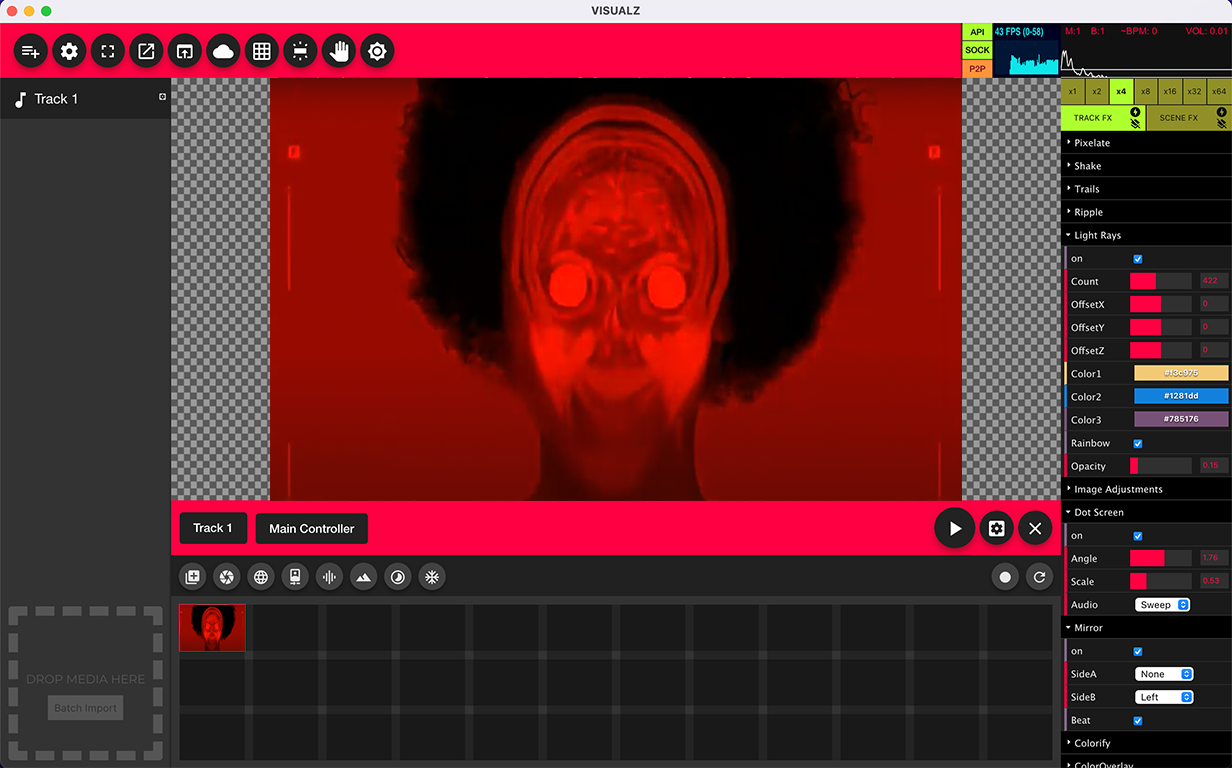 VISUALZ
API
SOCK
P2P
43 FPS (0-58)
M:1 B:1 ~BPM: 0 VOL: 0.01
x1 x2 x4 x8 x16 x32 x64
TRACK FX
SCENE FX
Track 1
Pixelate
Shake
Trails
Ripple
Light Rays
on
Count 422
OffsetX 0
OffsetY 0
OffsetZ 0
Color1 #f3c975
Color2 #1281dd
Color3 #785176
Rainbow
Opacity 0.15
Image Adjustments
Dot Screen
on
Angle 1.76
Scale 0.53
Audio Sweep
Mirror
on
SideA None
SideB Left
Beat
Colorify
ColorOverlay
Track 1
Main Controller
DROP MEDIA HERE
Batch Import